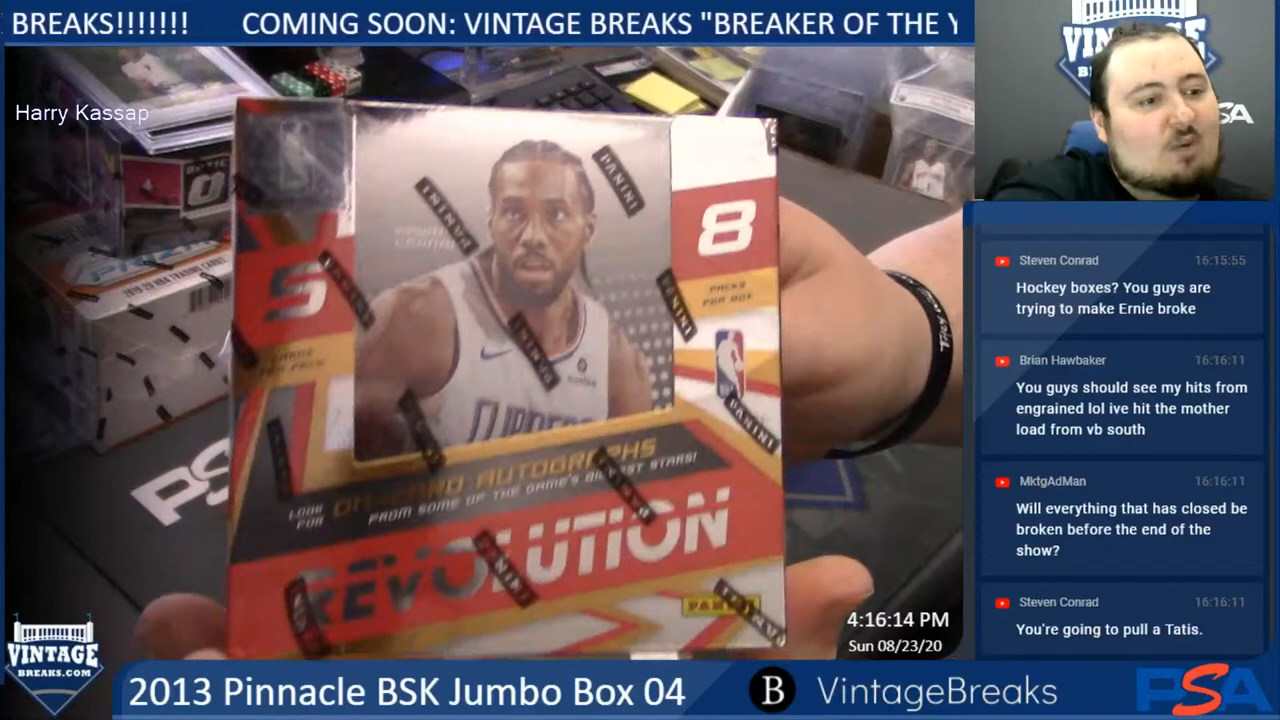 BREAKS!!!!!!! COMING SOON: VINTAGE BREAKS "BREAKER OF THE Y
Harry Kassap
PANINI
PANINI
PANINI
PANINI
PANINI
5
8
PACKS
PER BOX
CLIPPERS
LOOK
FOR
ON-CARD AUTOGRAPHS
FROM SOME OF THE GAME'S BIGGEST STARS!
REVOLUTION
PANINI
PSA
4:16:14 PM
Sun 08/23/20
VINTAGE
BREAKS.COM
2013 Pinnacle BSK Jumbo Box 04
B VintageBreaks
PSA
Steven Conrad 16:15:55
Hockey boxes? You guys are
trying to make Ernie broke
Brian Hawbaker 16:16:11
You guys should see my hits from
engrained lol ive hit the mother
load from vb south
MktgAdMan 16:16:11
Will everything that has closed be
broken before the end of the
show?
Steven Conrad 16:16:11
You're going to pull a Tatis.